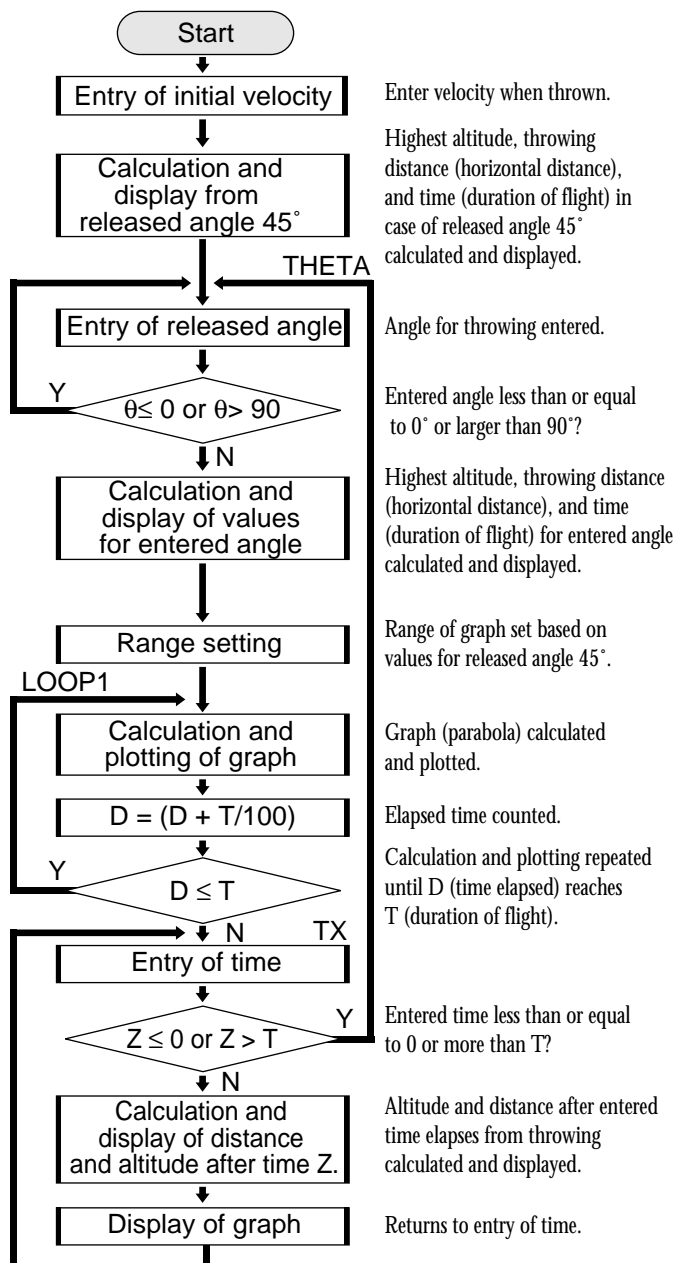 Start
Entry of initial velocity
Enter velocity when thrown.
Calculation and
display from
released angle 45˚
Highest altitude, throwing
distance (horizontal distance),
and time (duration of flight) in
case of released angle 45˚
calculated and displayed.
THETA
Entry of released angle
Angle for throwing entered.
Y
θ≤ 0 or θ> 90
Entered angle less than or equal
to 0˚ or larger than 90˚?
N
Calculation and
display of values
for entered angle
Highest altitude, throwing distance
(horizontal distance), and time
(duration of flight) for entered angle
calculated and displayed.
Range setting
Range of graph set based on
values for released angle 45˚.
LOOP1
Calculation and
plotting of graph
Graph (parabola) calculated
and plotted.
D = (D + T/100)
Elapsed time counted.
Y
D ≤ T
Calculation and plotting repeated
until D (time elapsed) reaches
T (duration of flight).
N
TX
Entry of time
Z ≤ 0 or Z > T
Y
Entered time less than or equal
to 0 or more than T?
N
Calculation and
display of distance
and altitude after time Z.
Altitude and distance after entered
time elapses from throwing
calculated and displayed.
Display of graph
Returns to entry of time.